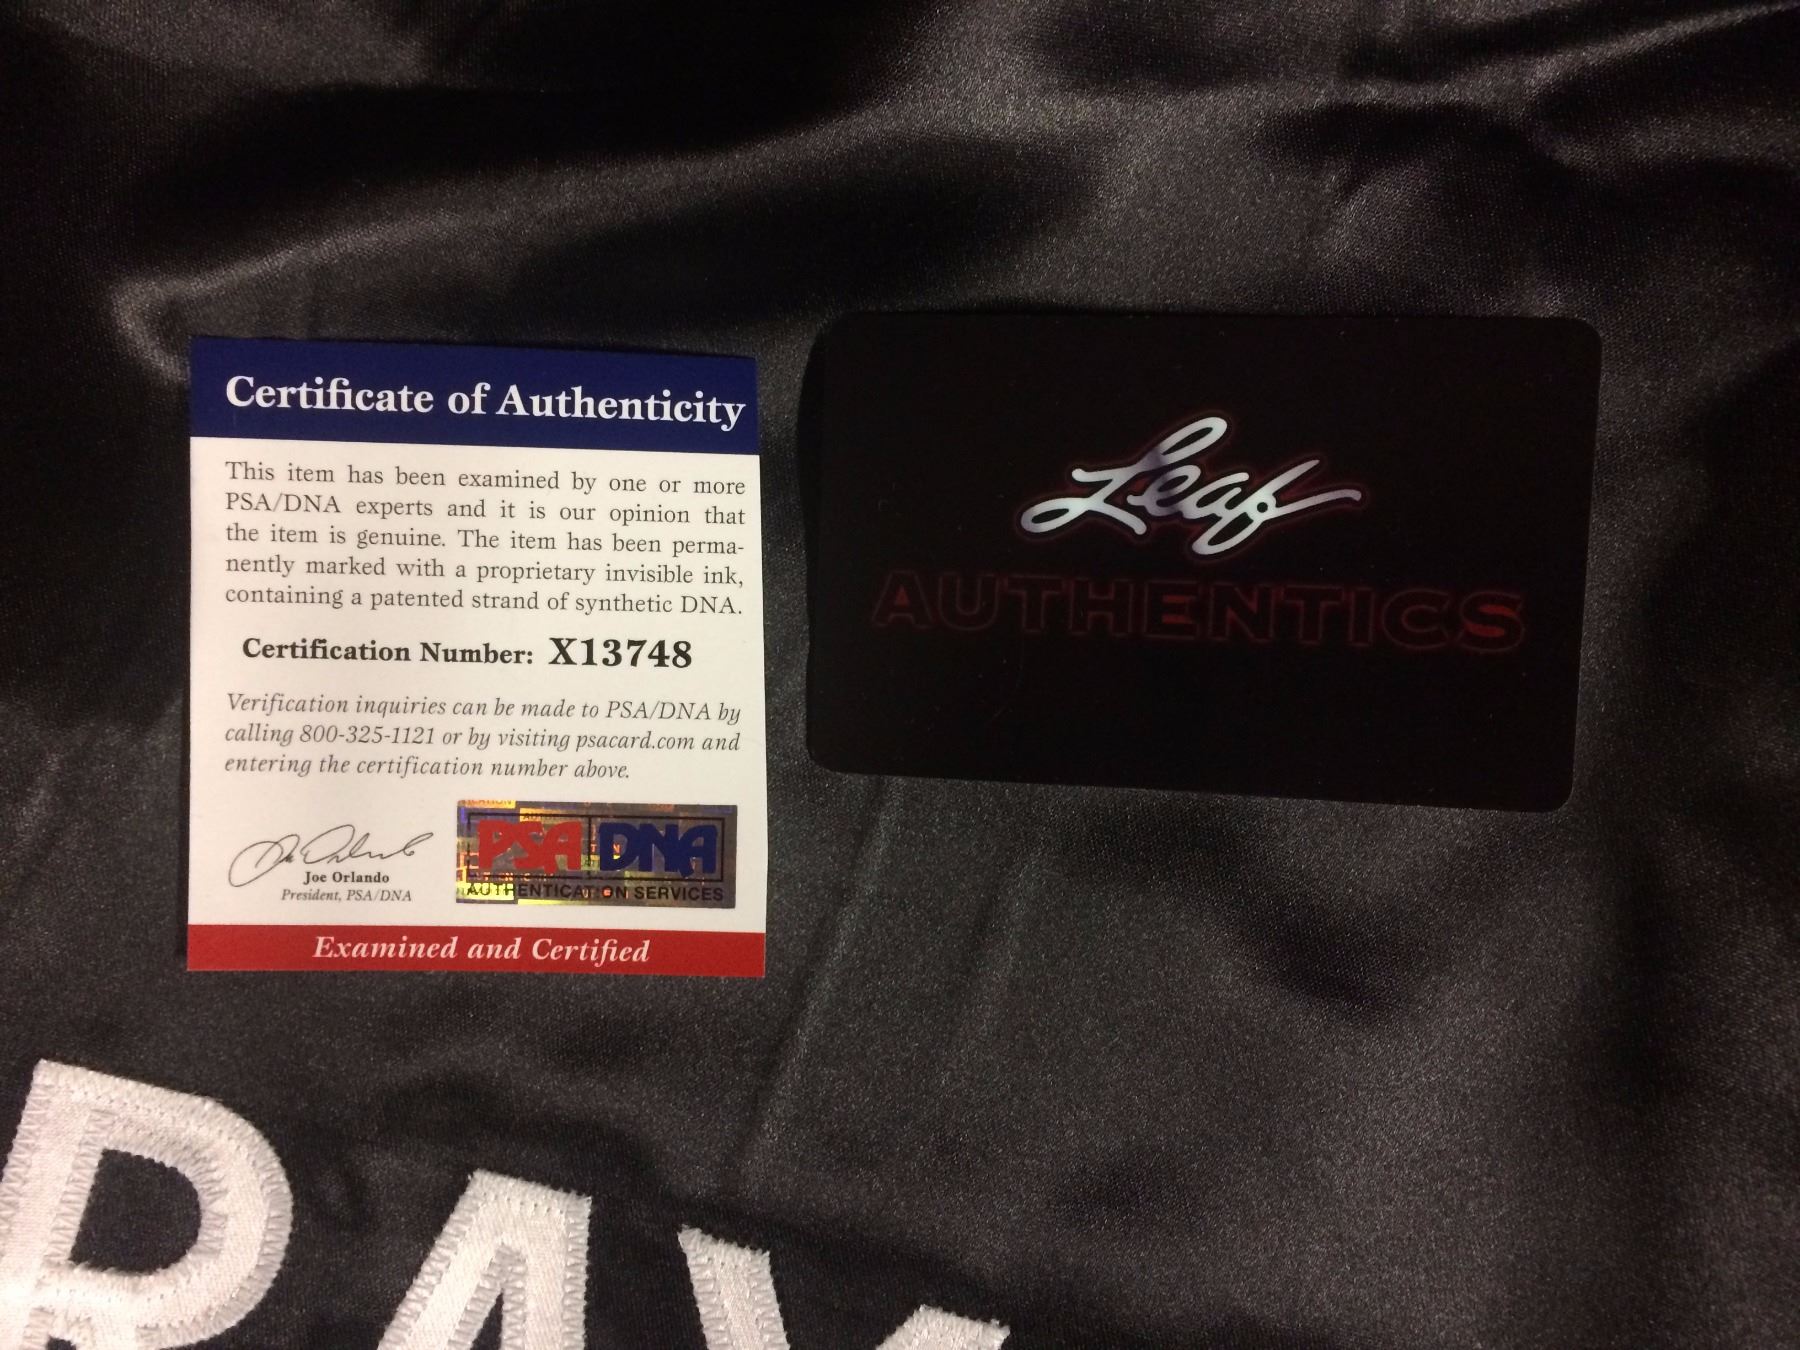 Certificate of Authenticity
This item has been examined by one or more
PSA/DNA experts and it is our opinion that
the item is genuine. The item has been perma-
nently marked with a proprietary invisible ink,
containing a patented strand of synthetic DNA.
Certification Number: X13748
Verification inquiries can be made to PSA/DNA by
calling 800-325-1121 or by visiting psacard.com and
entering the certification number above.
Joe Orlando
President, PSA/DNA
PSA DNA
AUTHENTICATION SERVICES
Examined and Certified
Leaf
AUTHENTICS